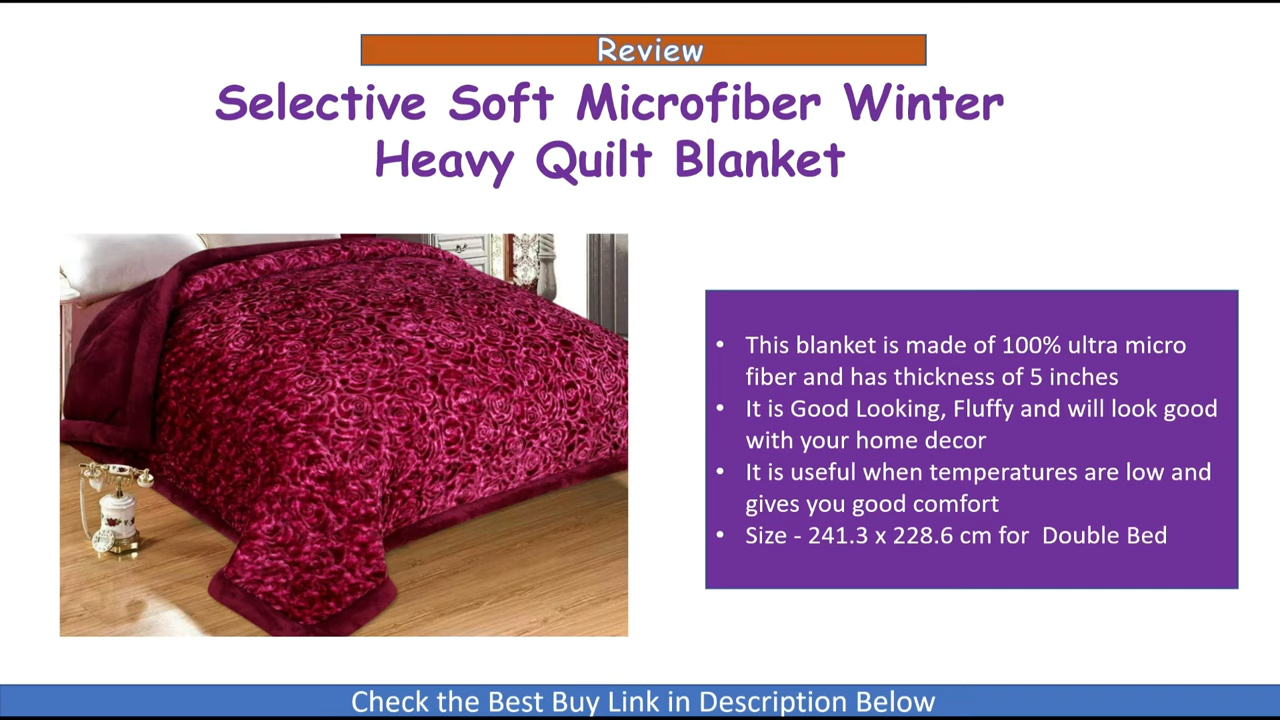 Review
Selective Soft Microfiber Winter
Heavy Quilt Blanket
• This blanket is made of 100% ultra micro
fiber and has thickness of 5 inches
• It is Good Looking, Fluffy and will look good
with your home decor
• It is useful when temperatures are low and
gives you good comfort
• Size - 241.3 x 228.6 cm for  Double Bed
Check the Best Buy Link in Description Below